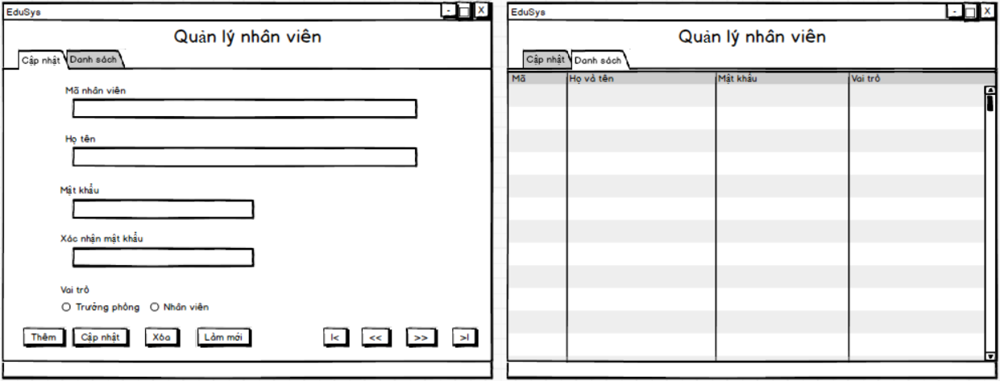 EduSys
- X
Quản lý nhân viên
Cập nhật Danh sách
Mã nhân viên
Họ tên
Mật khẩu
Xác nhận mật khẩu
Vai trò
Trưởng phòng Nhân viên
Thêm Cập nhật Xóa Làm mới |< << >> >|
EduSys
- X
Quản lý nhân viên
Cập nhật Danh sách
Mã Họ và tên Mật khẩu Vai trò